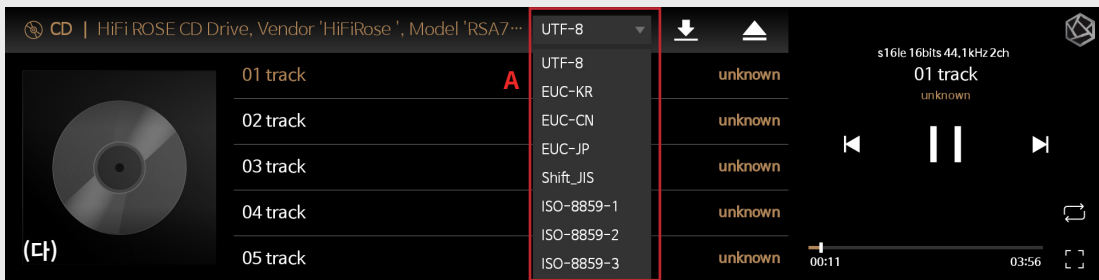 CD | HiFi ROSE CD Drive, Vendor 'HiFiRose ', Model 'RSA7…
UTF-8
UTF-8
EUC-KR
EUC-CN
EUC-JP
Shift_JIS
ISO-8859-1
ISO-8859-2
ISO-8859-3
A
01 track unknown
02 track unknown
03 track unknown
04 track unknown
05 track unknown
(다)
s16le 16bits 44.1kHz 2ch
01 track
unknown
00:11 03:56